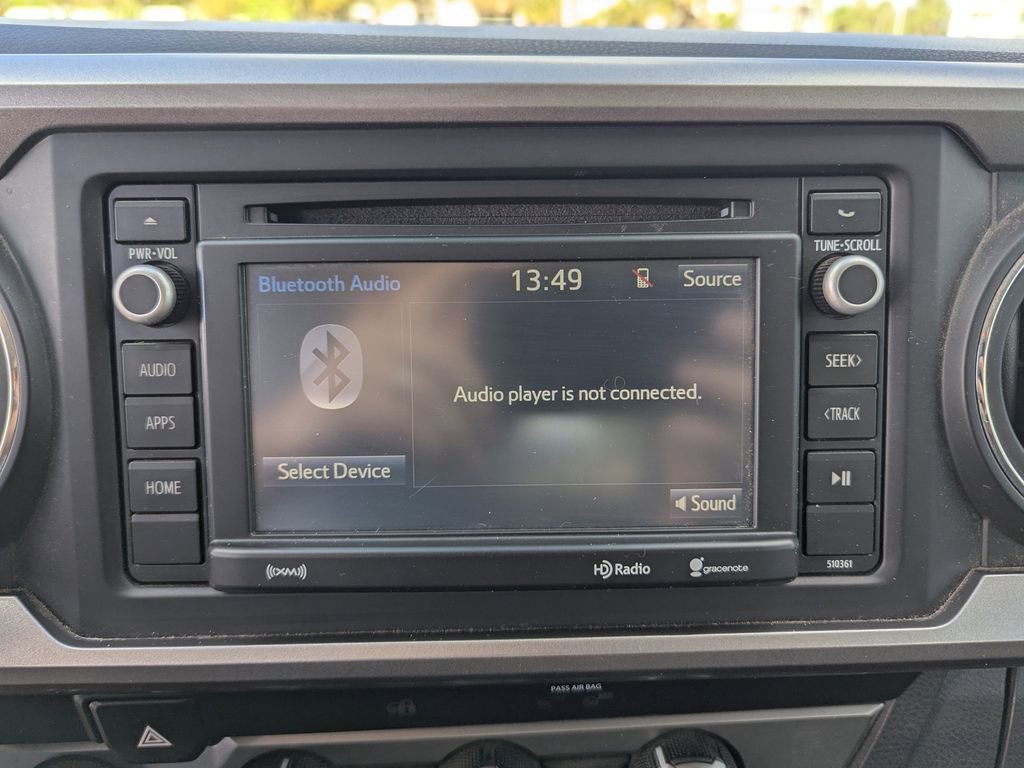 PWR•VOL
AUDIO
APPS
HOME
Bluetooth Audio
13:49
Source
Audio player is not connected.
Select Device
Sound
((XM))
HD Radio
gracenote
TUNE•SCROLL
SEEK>
<TRACK
510361
PASS AIR BAG